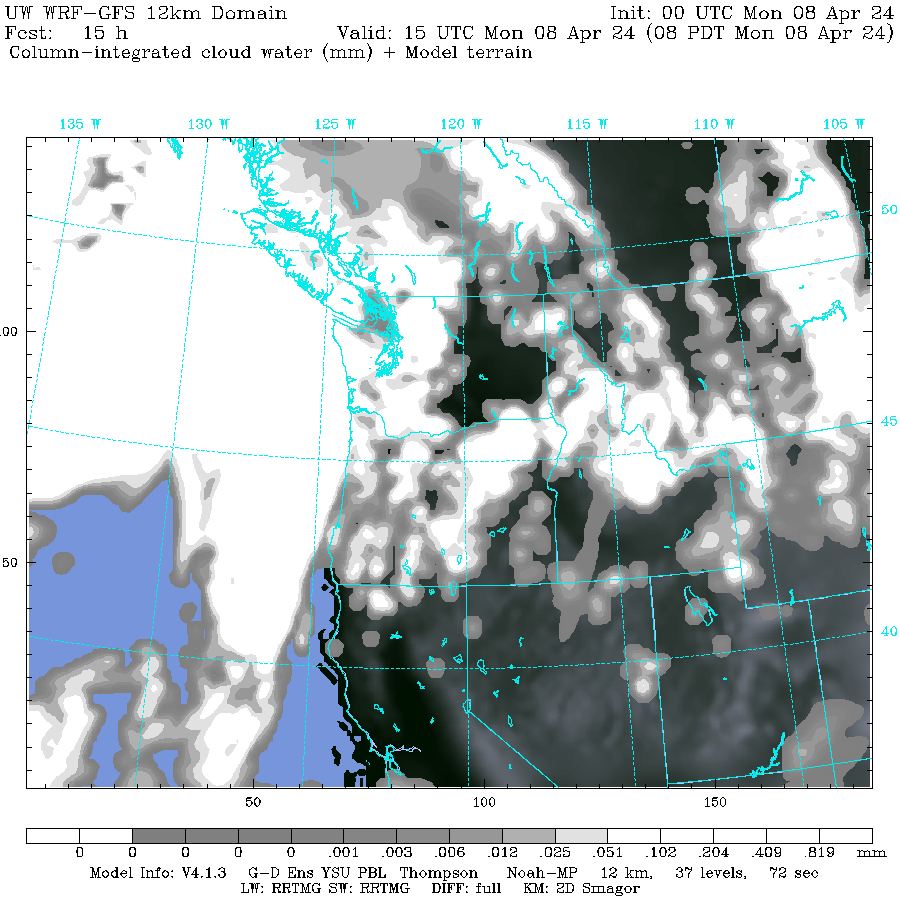 UW WRF-GFS 12km Domain Init: 00 UTC Mon 08 Apr 24
Fcst: 15 h Valid: 15 UTC Mon 08 Apr 24 (08 PDT Mon 08 Apr 24)
Column-integrated cloud water (mm) + Model terrain
135 W 130 W 125 W 120 W 115 W 110 W 105 W
50
00
45
50
40
50 100 150
0 0 0 0 0 .001 .003 .006 .012 .025 .051 .102 .204 .409 .819 mm
Model Info: V4.1.3 G-D Ens YSU PBL Thompson Noah-MP 12 km, 37 levels, 72 sec
LW: RRTMG SW: RRTMG DIFF: full KM: 2D Smagor